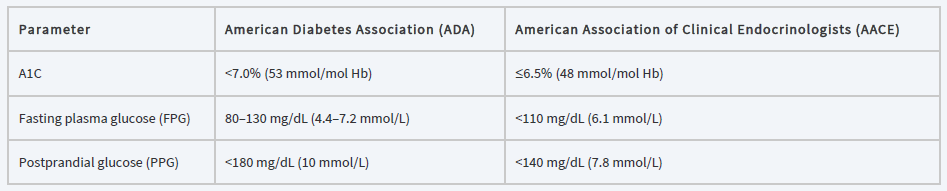 Parameter American Diabetes Association (ADA) American Association of Clinical Endocrinologists (AACE)
A1C <7.0% (53 mmol/mol Hb) ≤6.5% (48 mmol/mol Hb)
Fasting plasma glucose (FPG) 80–130 mg/dL (4.4–7.2 mmol/L) <110 mg/dL (6.1 mmol/L)
Postprandial glucose (PPG) <180 mg/dL (10 mmol/L) <140 mg/dL (7.8 mmol/L)